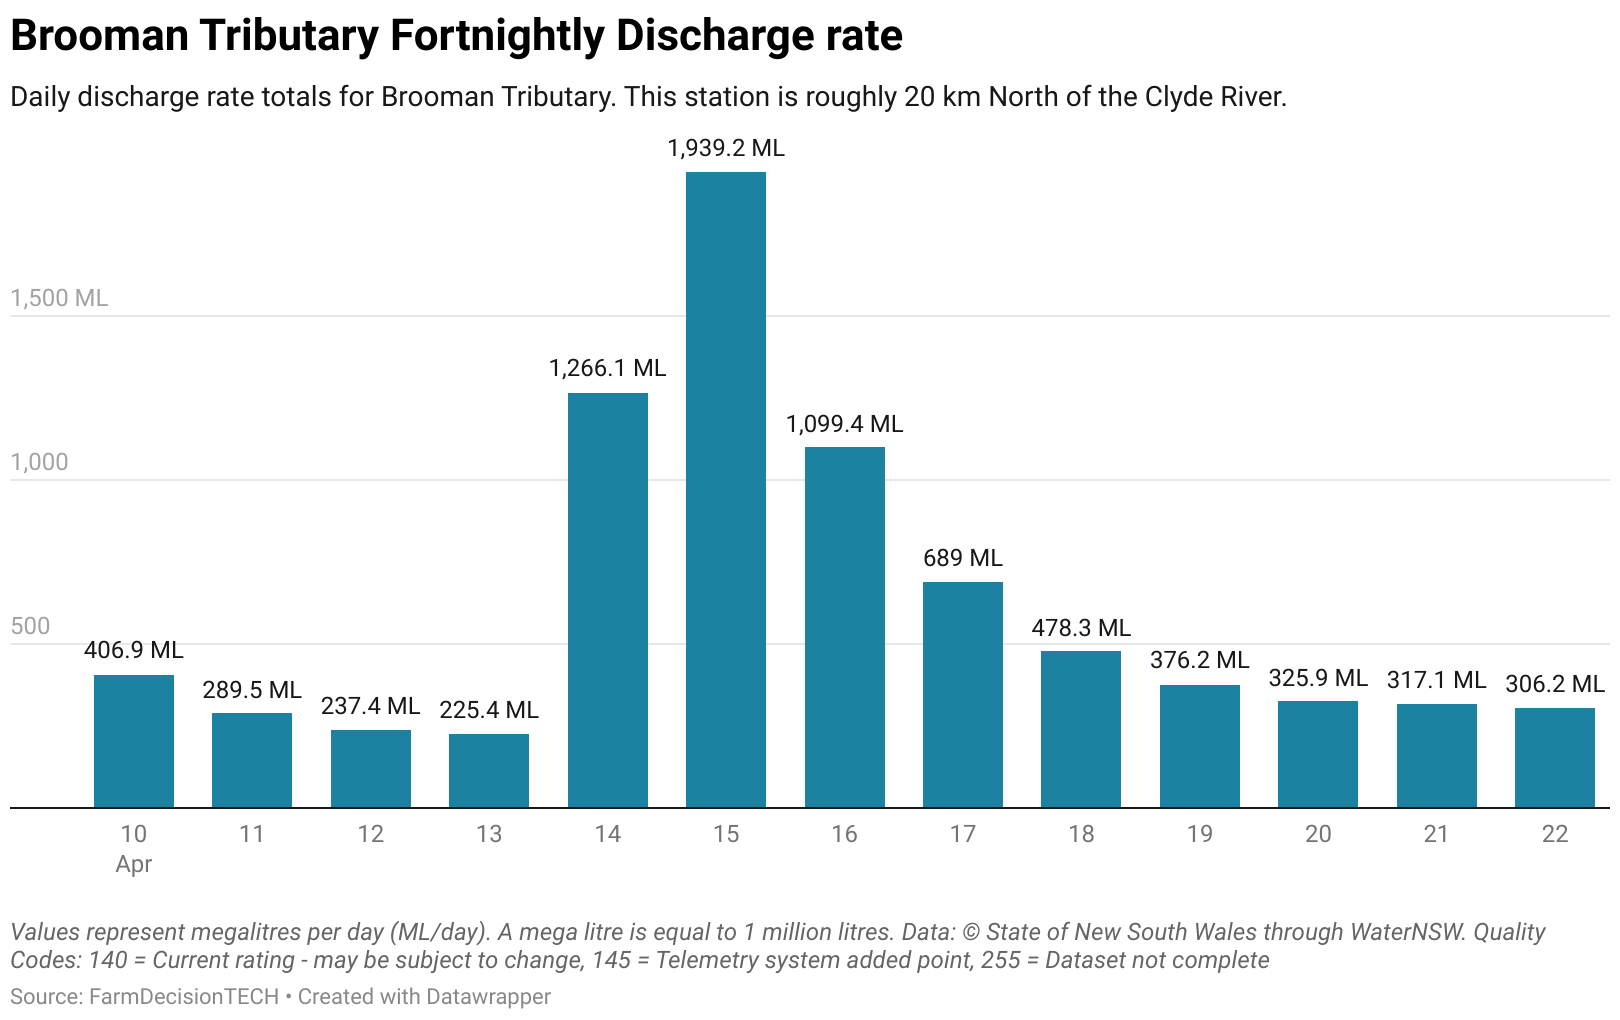 Brooman Tributary Fortnightly Discharge rate
Daily discharge rate totals for Brooman Tributary. This station is roughly 20 km North of the Clyde River.
1,939.2 ML
1,500 ML
1,266.1 ML
1,099.4 ML
1,000
689 ML
500
478.3 ML
406.9 ML
376.2 ML
325.9 ML
317.1 ML
306.2 ML
289.5 ML
237.4 ML
225.4 ML
10 11 12 13 14 15 16 17 18 19 20 21 22
Apr
Values represent megalitres per day (ML/day). A mega litre is equal to 1 million litres. Data: © State of New South Wales through WaterNSW. Quality
Codes: 140 = Current rating - may be subject to change, 145 = Telemetry system added point, 255 = Dataset not complete
Source: FarmDecisionTECH • Created with Datawrapper